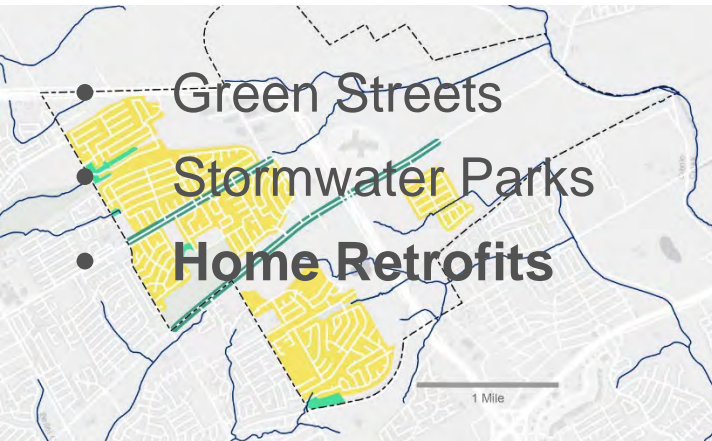 • Green Streets
• Stormwater Parks
• Home Retrofits
1 Mile